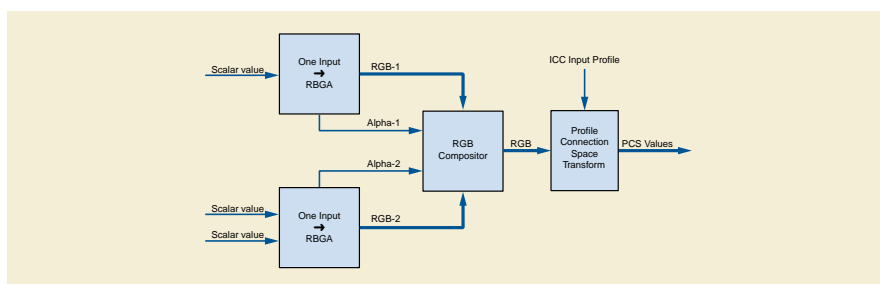 Scalar value
One Input
➔
RBGA
RGB-1
Alpha-1
ICC Input Profile
RGB
Compositor
RGB
Profile
Connection
Space
Transform
PCS Values
Alpha-2
Scalar value
Scalar value
One Input
➔
RBGA
RGB-2